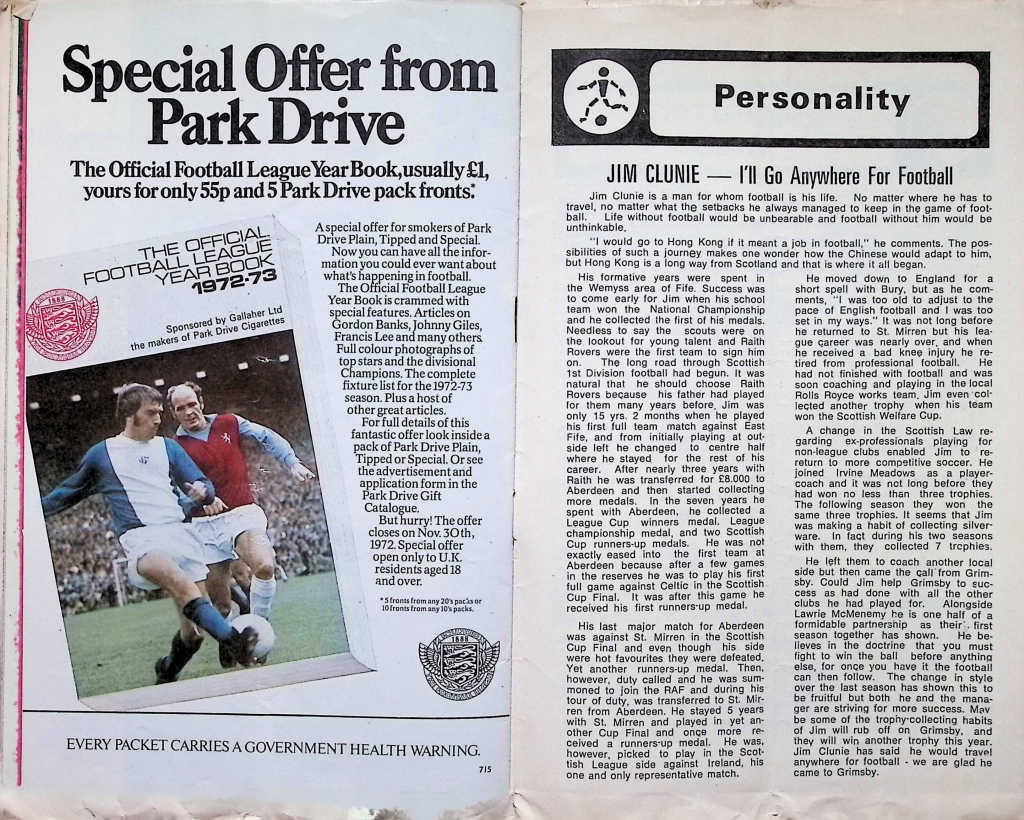 Special Offer from
Park Drive
The Official Football League Year Book, usually £1,
yours for only 55p and 5 Park Drive pack fronts.*
THE OFFICIAL
FOOTBALL LEAGUE
YEAR BOOK
1972-73
1888
Sponsored by Gallaher Ltd
the makers of Park Drive Cigarettes
A special offer for smokers of Park
Drive Plain, Tipped and Special.
Now you can have all the infor-
mation you could ever want about
what's happening in football.
The Official Football League
Year Book is crammed with
special features. Articles on
Gordon Banks, Johnny Giles,
Francis Lee and many others.
Full colour photographs of
top stars and the divisional
Champions. The complete
fixture list for the 1972-73
season. Plus a host of
other great articles.
For full details of this
fantastic offer look inside a
pack of Park Drive Plain,
Tipped or Special. Or see
the advertisement and
application form in the
Park Drive Gift
Catalogue.
But hurry! The offer
closes on Nov. 30th,
1972. Special offer
open only to U.K.
residents aged 18
and over.
* 5 fronts from any 20's packs or
10 fronts from any 10's packs.
1888
EVERY PACKET CARRIES A GOVERNMENT HEALTH WARNING.
715
Personality
JIM CLUNIE — I'll Go Anywhere For Football
Jim Clunie is a man for whom football is his life. No matter where he has to
travel, no matter what the setbacks he always managed to keep in the game of foot-
ball. Life without football would be unbearable and football without him would be
unthinkable.
"I would go to Hong Kong if it meant a job in football," he comments. The pos-
sibilities of such a journey makes one wonder how the Chinese would adapt to him,
but Hong Kong is a long way from Scotland and that is where it all began.
His formative years were spent in
the Wemyss area of Fife. Success was
to come early for Jim when his school
team won the National Championship
and he collected the first of his medals.
Needless to say the scouts were on
the lookout for young talent and Raith
Rovers were the first team to sign him
on. The long road through Scottish
1st Division football had begun. It was
natural that he should choose Raith
Rovers because his father had played
for them many years before. Jim was
only 15 yrs. 2 months when he played
his first full team match against East
Fife, and from initially playing at out-
side left he changed to centre half
where he stayed for the rest of his
career. After nearly three years with
Raith he was transferred for £8.000 to
Aberdeen and then started collecting
more medals. In the seven years he
spent with Aberdeen, he collected a
League Cup winners medal. League
championship medal, and two Scottish
Cup runners-up medals. He was not
exactly eased into the first team at
Aberdeen because after a few games
in the reserves he was to play his first
full game against Celtic in the Scottish
Cup Final. It was after this game he
received his first runners-up medal.
His last major match for Aberdeen
was against St. Mirren in the Scottish
Cup Final and even though his side
were hot favourites they were defeated.
Yet another runners-up medal. Then,
however, duty called and he was sum-
moned to join the RAF and during his
tour of duty, was transferred to St. Mir-
ren from Aberdeen. He stayed 5 years
with St. Mirren and played in yet an-
other Cup Final and once more re-
ceived a runners-up medal. He was,
however, picked to play in the Scot-
tish League side against Ireland, his
one and only representative match.
He moved down to England for a
short spell with Bury, but as he com-
ments, "I was too old to adjust to the
pace of English football and I was too
set in my ways." It was not long before
he returned to St. Mirren but his lea-
gue career was nearly over, and when
he received a bad knee injury he re-
tired from professional football. He
had not finished with football and was
soon coaching and playing in the local
Rolls Royce works team. Jim even col-
lected another trophy when his team
won the Scottish Welfare Cup.
A change in the Scottish Law re-
garding ex-professionals playing for
non-league clubs enabled Jim to re-
return to more competitive soccer. He
joined Irvine Meadows as a player-
coach and it was not long before they
had won no less than three trophies.
The following season they won the
same three trophies. It seems that Jim
was making a habit of collecting silver-
ware. In fact during his two seasons
with them, they collected 7 trophies.
He left them to coach another local
side but then came the call from Grim-
sby. Could Jim help Grimsby to suc-
cess as had done with all the other
clubs he had played for. Alongside
Lawrie McMenemy he is one half of a
formidable partnership as their first
season together has shown. He be-
lieves in the doctrine that you must
fight to win the ball before anything
else, for once you have it the football
can then follow. The change in style
over the last season has shown this to
be fruitful but both he and the mana-
ger are striving for more success. May
be some of the trophy-collecting habits
of Jim will rub off on Grimsby, and
they will win another trophy this year.
Jim Clunie has said he would travel
anywhere for football - we are glad he
came to Grimsby.